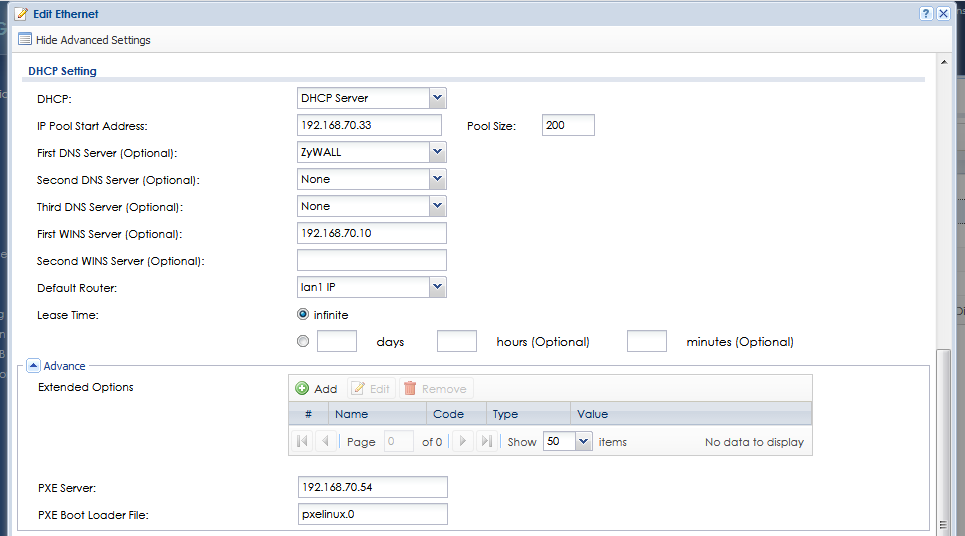 Edit Ethernet
Hide Advanced Settings
DHCP Setting
DHCP: DHCP Server
IP Pool Start Address: 192.168.70.33 Pool Size: 200
First DNS Server (Optional): ZyWALL
Second DNS Server (Optional): None
Third DNS Server (Optional): None
First WINS Server (Optional): 192.168.70.10
Second WINS Server (Optional):
Default Router: lan1 IP
Lease Time: infinite
days hours (Optional) minutes (Optional)
Advance
Extended Options Add Edit Remove
# Name Code Type Value
Page 0 of 0 Show 50 items No data to display
PXE Server: 192.168.70.54
PXE Boot Loader File: pxelinux.0